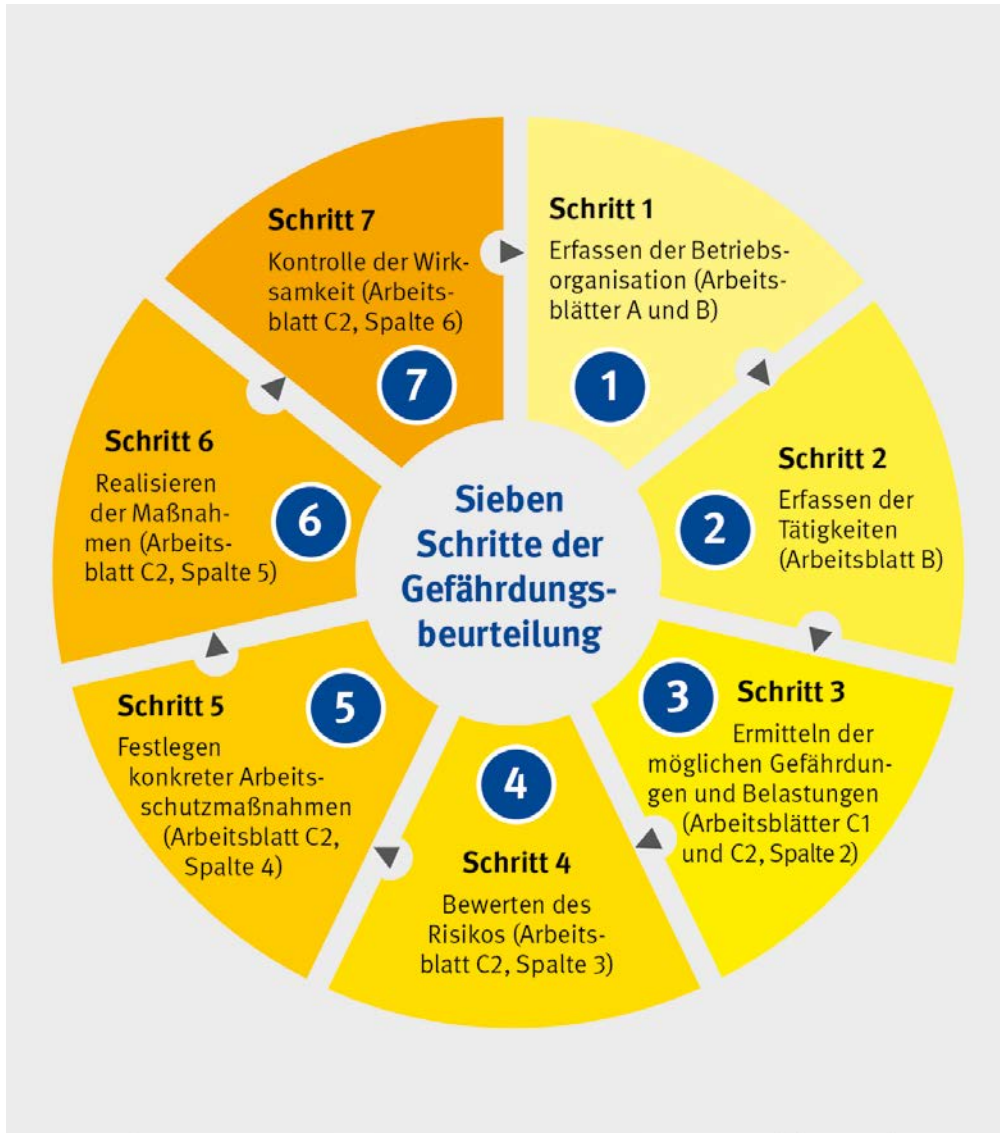 Sieben
Schritte der
Gefährdungs-
beurteilung
Schritt 1
Erfassen der Betriebs-
organisation (Arbeits-
blätter A und B)
1
Schritt 2
Erfassen der
Tätigkeiten
(Arbeitsblatt B)
2
Schritt 3
Ermitteln der
möglichen Gefährdun-
gen und Belastungen
(Arbeitsblätter C1
und C2, Spalte 2)
3
4
Schritt 4
Bewerten des
Risikos (Arbeits-
blatt C2, Spalte 3)
Schritt 5
Festlegen
konkreter Arbeits-
schutzmaßnahmen
(Arbeitsblatt C2,
Spalte 4)
5
Schritt 6
Realisieren
der Maßnah-
men (Arbeits-
blatt C2, Spalte 5)
6
Schritt 7
Kontrolle der Wirk-
samkeit (Arbeits-
blatt C2, Spalte 6)
7